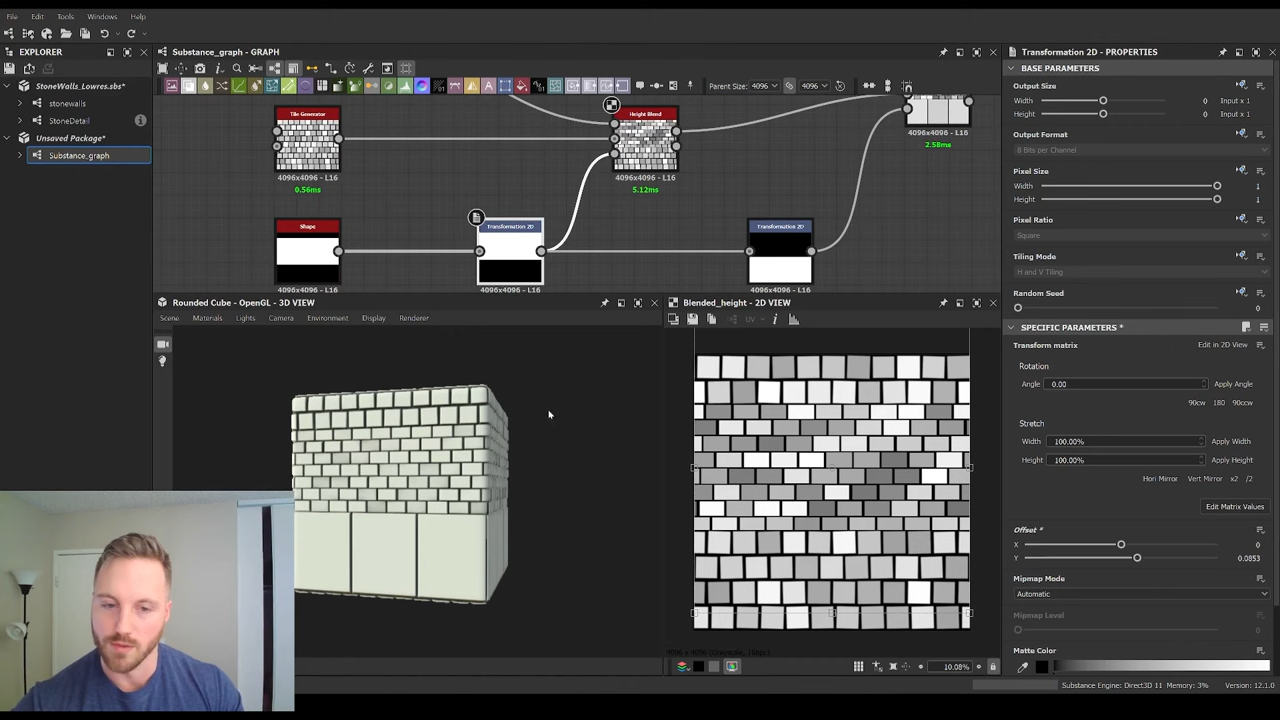 File Edit Tools Windows Help
EXPLORER
StoneWalls_Lowres.sbs*
stonewalls
StoneDetail
Unsaved Package*
Substance_graph
Substance_graph - GRAPH
Parent Size: 4096 4096
Tile Generator
4096x4096 - L16
0.56ms
Height Blend
4096x4096 - L16
5.12ms
4096x4096 - L16
2.58ms
Shape
4096x4096 - L16
Transformation 2D
4096x4096 - L16
Transformation 2D
4096x4096 - L16
Rounded Cube - OpenGL - 3D VIEW
Scene Materials Lights Camera Environment Display Renderer
Blended_height - 2D VIEW
UV
4096 x 4096 (Grayscale, 16bpc)
10.08%
Transformation 2D - PROPERTIES
BASE PARAMETERS
Output Size
Width 0 Input x 1
Height 0 Input x 1
Output Format
8 Bits per Channel
Pixel Size
Width 1
Height 1
Pixel Ratio
Square
Tiling Mode
H and V Tiling
Random Seed
0
SPECIFIC PARAMETERS *
Transform matrix Edit in 2D View
Rotation
Angle 0.00 Apply Angle
90cw 180 90ccw
Stretch
Width 100.00% Apply Width
Height 100.00% Apply Height
Hori Mirror Vert Mirror x2 /2
Edit Matrix Values
Offset *
X 0
Y 0.0853
Mipmap Mode
Automatic
Mipmap Level
0
Matte Color
Substance Engine: Direct3D 11 Memory: 3% Version: 12.1.0